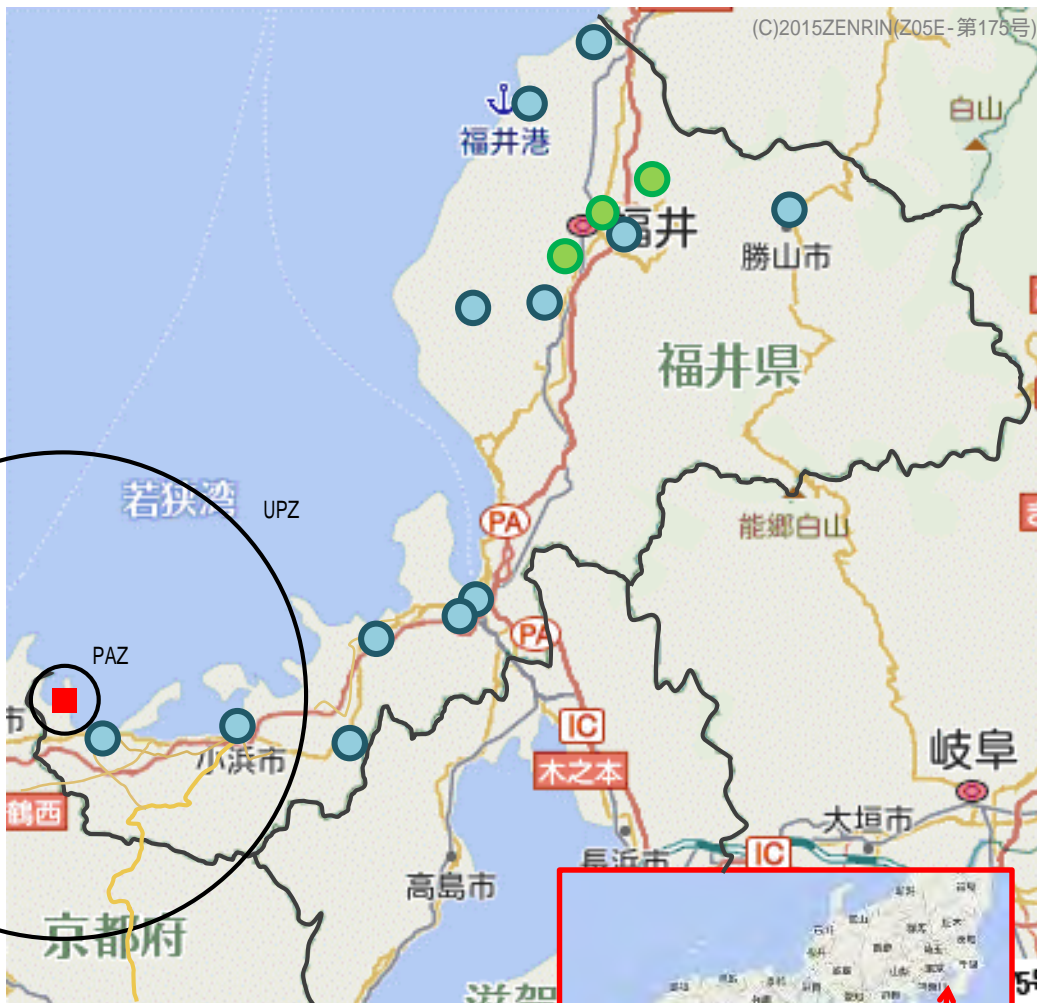 (C)2015ZENRIN(Z05E-第175号)
白山
福井港
福井
勝山市
福井県
若狭湾
UPZ
PA
能郷白山
PAZ
PA
市
小浜市
IC
木之本
岐阜
鶴西
大垣市
長浜市
IC
高島市
京都府
滋賀